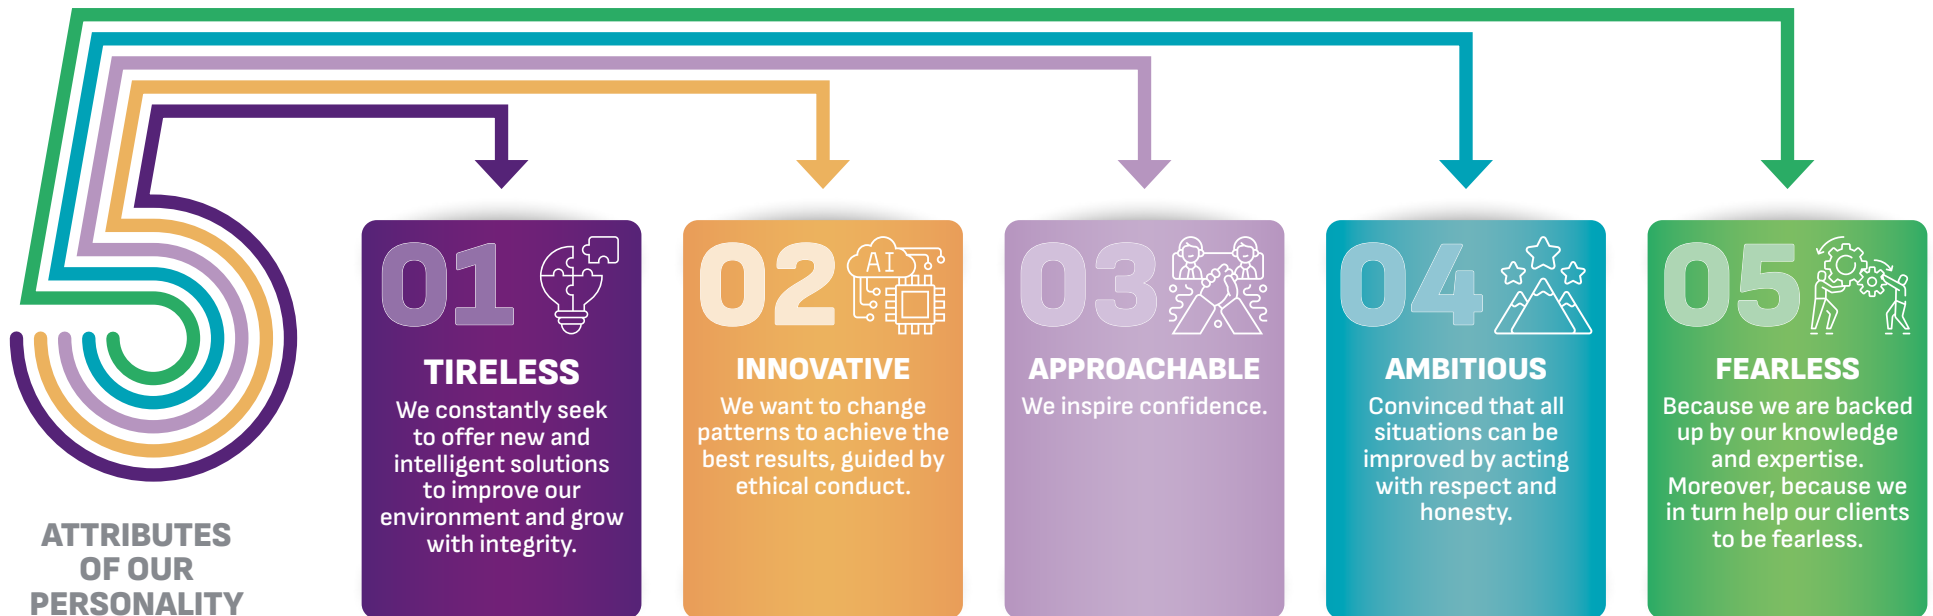 5
ATTRIBUTES
OF OUR
PERSONALITY
01
TIRELESS
We constantly seek
to offer new and
intelligent solutions
to improve our
environment and grow
with integrity.
02
AI
INNOVATIVE
We want to change
patterns to achieve the
best results, guided by
ethical conduct.
03
APPROACHABLE
We inspire confidence.
04
AMBITIOUS
Convinced that all
situations can be
improved by acting
with respect and
honesty.
05
FEARLESS
Because we are backed
up by our knowledge
and expertise.
Moreover, because we
in turn help our clients
to be fearless.